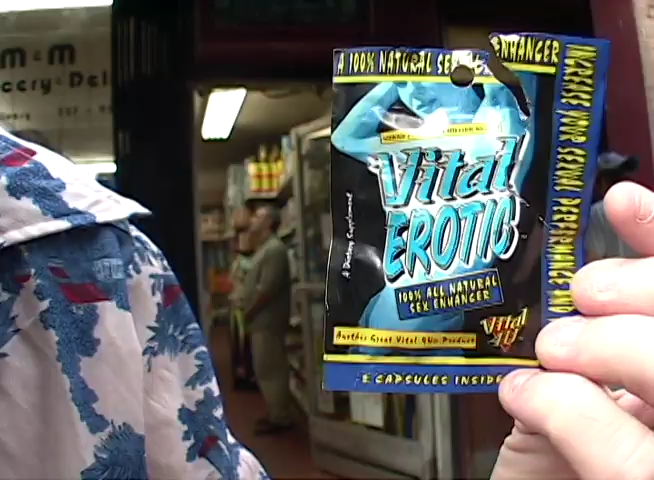 m & m
cery & Deli
A 100% NATURAL SEX
ENHANCER
INCREASE YOUR SEXUAL PERFORMANCE AND
Vital
EROTIC
A Dietary Supplement
100% ALL NATURAL
SEX ENHANCER
Another Great Vital 4U® Product
Vital
4U
2 CAPSULES INSIDE